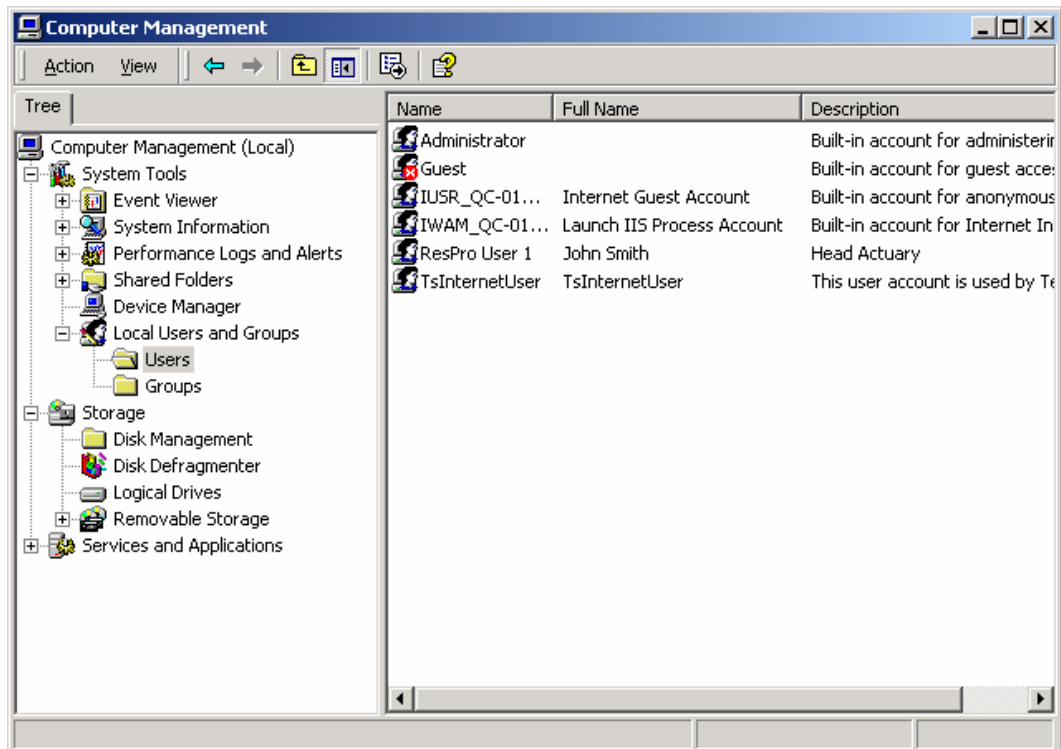 Computer Management
Action View
Tree
Computer Management (Local)
System Tools
Event Viewer
System Information
Performance Logs and Alerts
Shared Folders
Device Manager
Local Users and Groups
Users
Groups
Storage
Disk Management
Disk Defragmenter
Logical Drives
Removable Storage
Services and Applications
Name Full Name Description
Administrator Built-in account for administerin
Guest Built-in account for guest acces
IUSR_QC-01... Internet Guest Account Built-in account for anonymous
IWAM_QC-01... Launch IIS Process Account Built-in account for Internet In
ResPro User 1 John Smith Head Actuary
TsInternetUser TsInternetUser This user account is used by Te